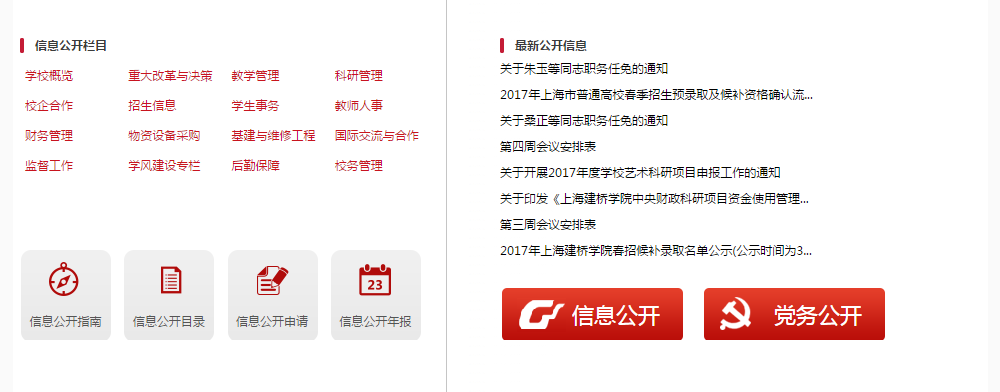 信息公开栏目
学校概览 重大改革与决策 教学管理 科研管理
校企合作 招生信息 学生事务 教师人事
财务管理 物资设备采购 基建与维修工程 国际交流与合作
监督工作 学风建设专栏 后勤保障 校务管理
23
信息公开指南 信息公开目录 信息公开申请 信息公开年报
最新公开信息
关于朱玉等同志职务任免的通知
2017年上海市普通高校春季招生预录取及候补资格确认流...
关于桑正等同志职务任免的通知
第四周会议安排表
关于开展2017年度学校艺术科研项目申报工作的通知
关于印发《上海建桥学院中央财政科研项目资金使用管理...
第三周会议安排表
2017年上海建桥学院春招候补录取名单公示(公示时间为3...
信息公开 党务公开